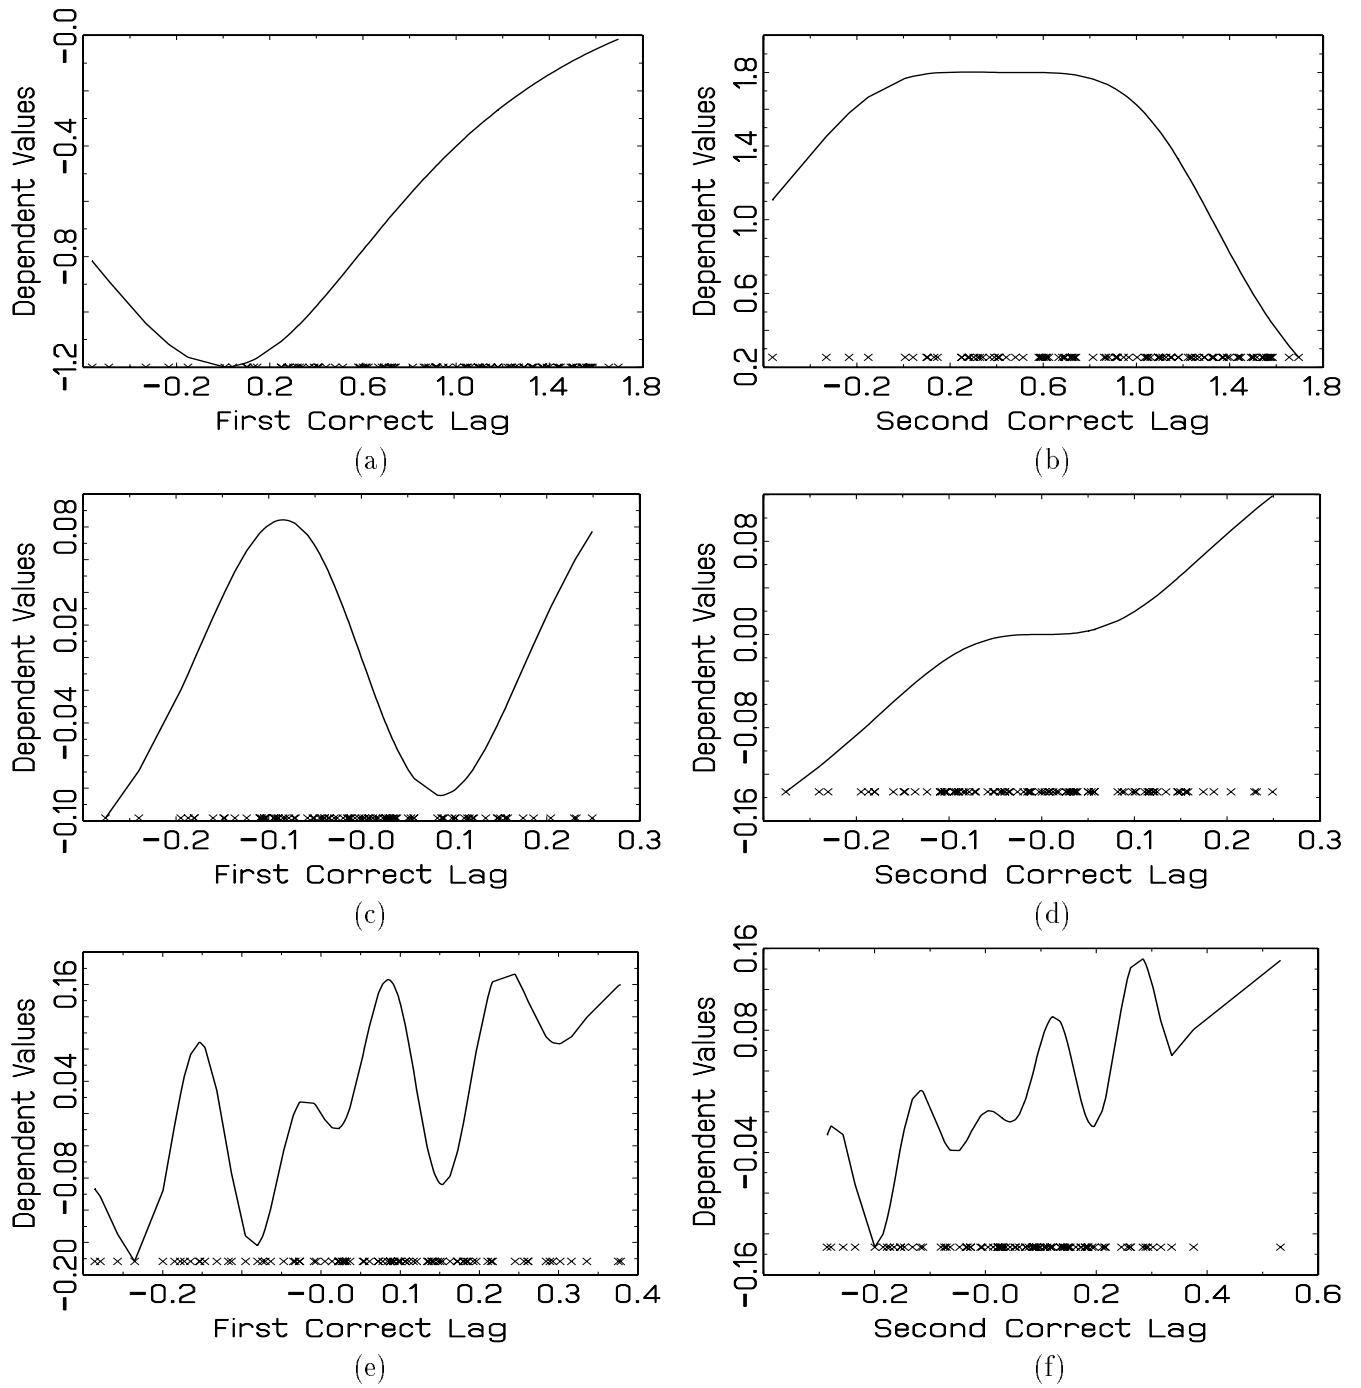 Dependent Values
-0.0
-0.4
-0.8
-1.2
-0.2 0.2 0.6 1.0 1.4
First Correct Lag
(a)
Dependent Values
1.8
1.4
1.0
0.6
0.2
-0.2 0.2 0.6 1.0 1.4 1.8
Second Correct Lag
(b)
Dependent Values
0.08
0.02
-0.04
-0.10
-0.2 -0.1 -0.0 0.1 0.2 0.3
First Correct Lag
(c)
Dependent Values
0.08
0.00
-0.08
-0.16
-0.2 -0.1 -0.0 0.1 0.2 0.3
Second Correct Lag
(d)
Dependent Values
0.16
0.04
-0.08
-0.20
-0.2 -0.0 0.1 0.2 0.3 0.4
First Correct Lag
(e)
Dependent Values
0.16
0.08
-0.04
-0.16
-0.2 -0.0 0.2 0.4 0.6
Second Correct Lag
(f)